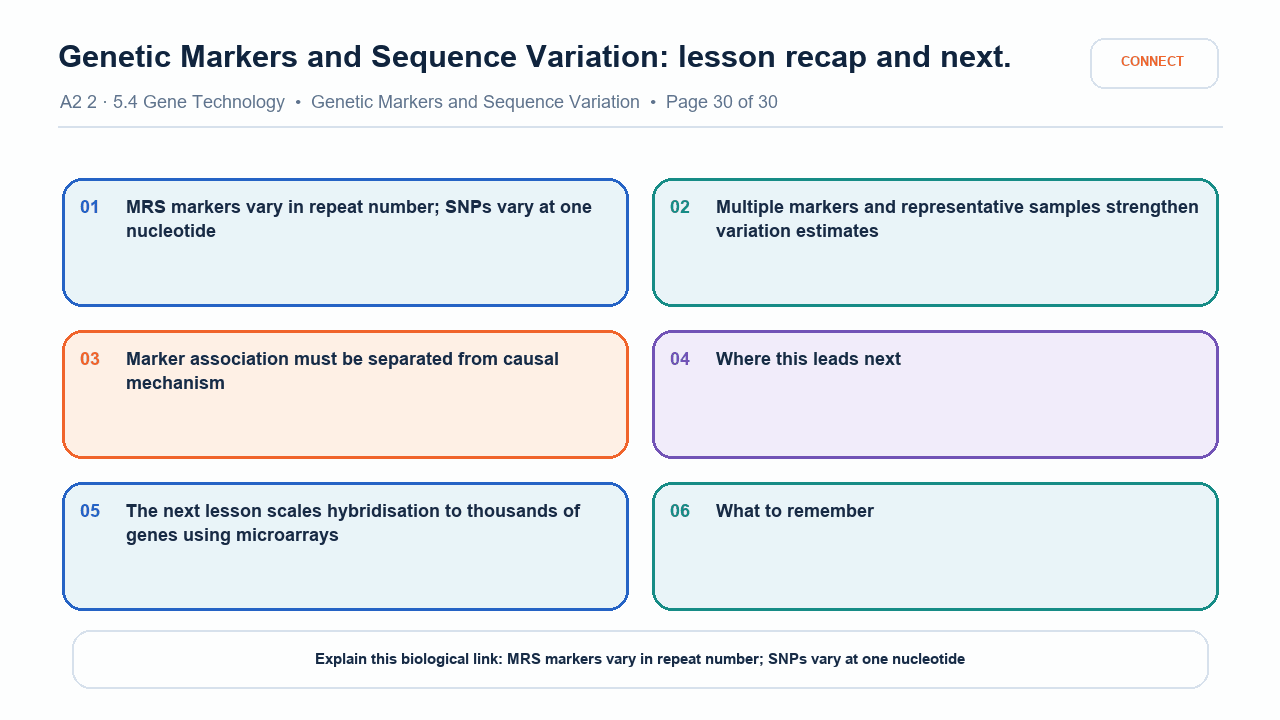 Genetic Markers and Sequence Variation: lesson recap and next.
CONNECT
A2 2 · 5.4 Gene Technology • Genetic Markers and Sequence Variation • Page 30 of 30
01 MRS markers vary in repeat number; SNPs vary at one
nucleotide
02 Multiple markers and representative samples strengthen
variation estimates
03 Marker association must be separated from causal
mechanism
04 Where this leads next
05 The next lesson scales hybridisation to thousands of
genes using microarrays
06 What to remember
Explain this biological link: MRS markers vary in repeat number; SNPs vary at one nucleotide